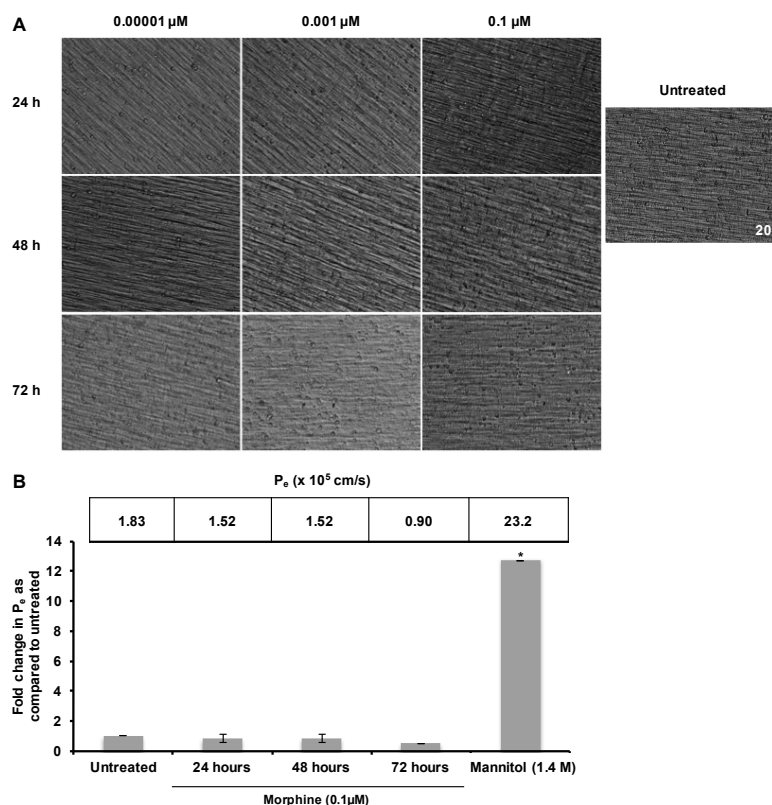 A
0.00001 µM 0.001 µM 0.1 µM
24 h
Untreated
20
48 h
72 h
B
Pe (x 10⁵ cm/s)
1.83 1.52 1.52 0.90 23.2
14
12
10
8
6
4
2
0
Fold change in Pe as
compared to untreated
*
Untreated 24 hours 48 hours 72 hours Mannitol (1.4 M)
Morphine (0.1µM)